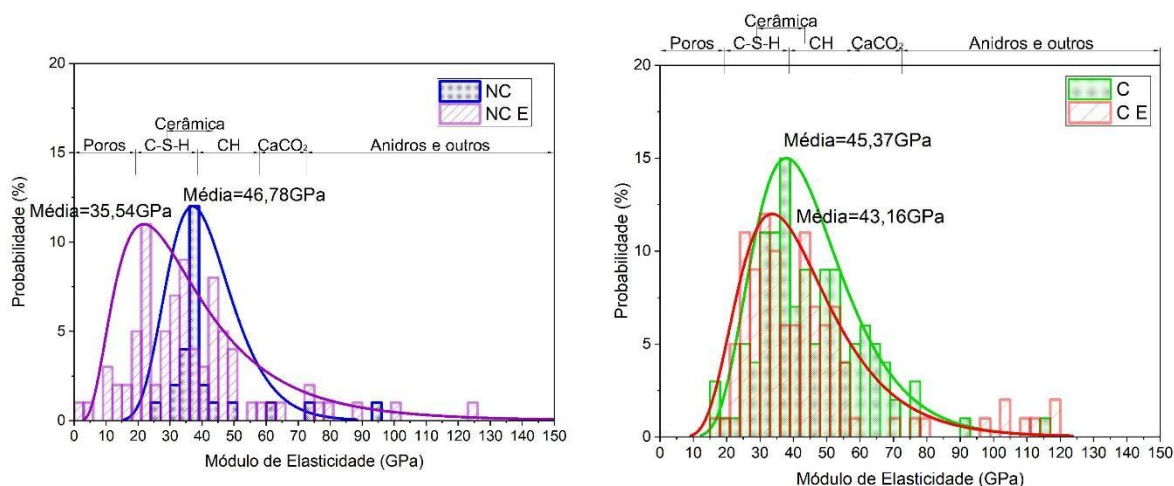 Cerâmica
Poros C-S-H CH CaCO₂ Anidros e outros
NC
NC E
Média=46,78GPa
Média=35,54GPa
Probabilidade (%)
20
15
10
5
0
0 10 20 30 40 50 60 70 80 90 100 110 120 130 140 150
Módulo de Elasticidade (GPa)
Cerâmica
Poros C-S-H CH CaCO₂ Anidros e outros
C
C E
Média=45,37GPa
Média=43,16GPa
Probabilidade (%)
20
15
10
5
0
0 10 20 30 40 50 60 70 80 90 100 110 120 130 140 150
Módulo de Elasticidade (GPa)